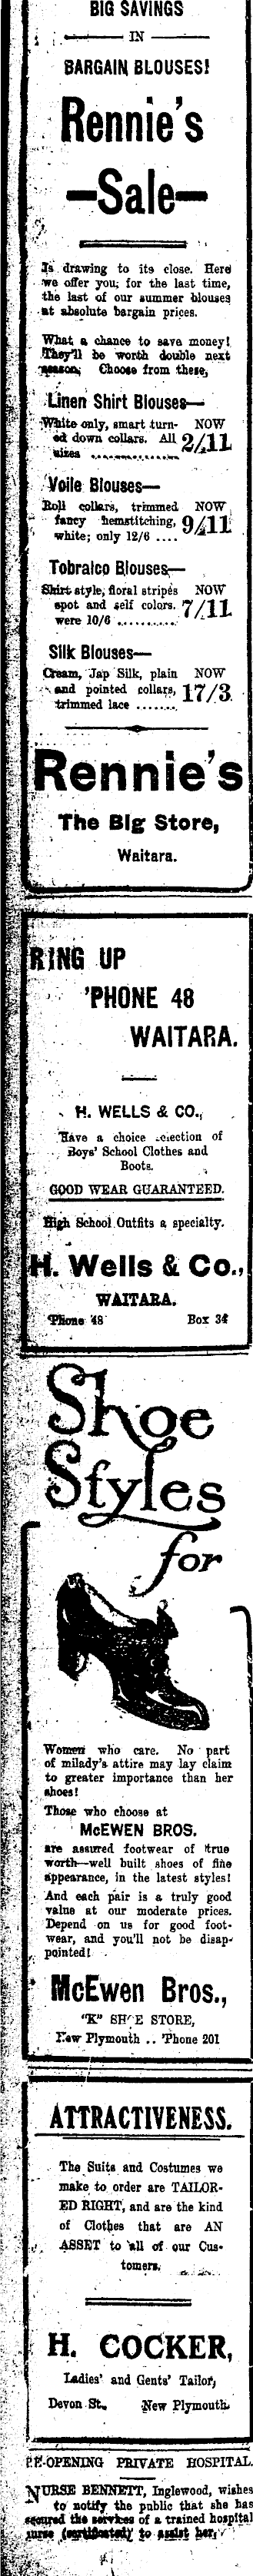 BIG SAVINGS
IN
BARGAIN BLOUSES!
Rennie's
—Sale—
Is drawing to its close. Here
we offer you, for the last time,
the last of our summer blouses
at absolute bargain prices.
What a chance to save money!
They'll be worth double next
season. Choose from these,
Linen Shirt Blouses—
White only, smart turn- NOW
ed down collars. All 2/11
sizes ................
Voile Blouses—
Roll collars, trimmed NOW
fancy hemstitching, 9/11
white; only 12/6 ....
Tobralco Blouses—
Shirt style, floral stripes NOW
spot and self colors. 7/11
were 10/6 ...........
Silk Blouses—
Cream, Jap Silk, plain NOW
and pointed collars, 17/3
trimmed lace .......
Rennie's
The Big Store,
Waitara.
RING UP
'PHONE 48
WAITARA.
H. WELLS & CO.,
Have a choice selection of
Boys' School Clothes and
Boots.
GOOD WEAR GUARANTEED.
High School Outfits a specialty.
H. Wells & Co.,
WAITARA.
'Phone 48 Box 34
Shoe
Styles
for
Women who care. No part
of milady's attire may lay claim
to greater importance than her
shoes!
Those who choose at
McEWEN BROS.
are assured footwear of true
worth—well built shoes of fine
appearance, in the latest styles!
And each pair is a truly good
value at our moderate prices.
Depend on us for good foot-
wear, and you'll not be disap-
pointed!
McEwen Bros.,
"K" SHOE STORE,
New Plymouth .. 'Phone 201
ATTRACTIVENESS.
The Suits and Costumes we
make to order are TAILOR-
ED RIGHT, and are the kind
of Clothes that are AN
ASSET to all of our Cus-
tomers.
H. COCKER,
Ladies' and Gents' Tailor,
Devon St., New Plymouth.
RE-OPENING PRIVATE HOSPITAL.
NURSE BENNETT, Inglewood, wishes
to notify the public that she has
secured the services of a trained hospital
nurse (certificated) to assist her.